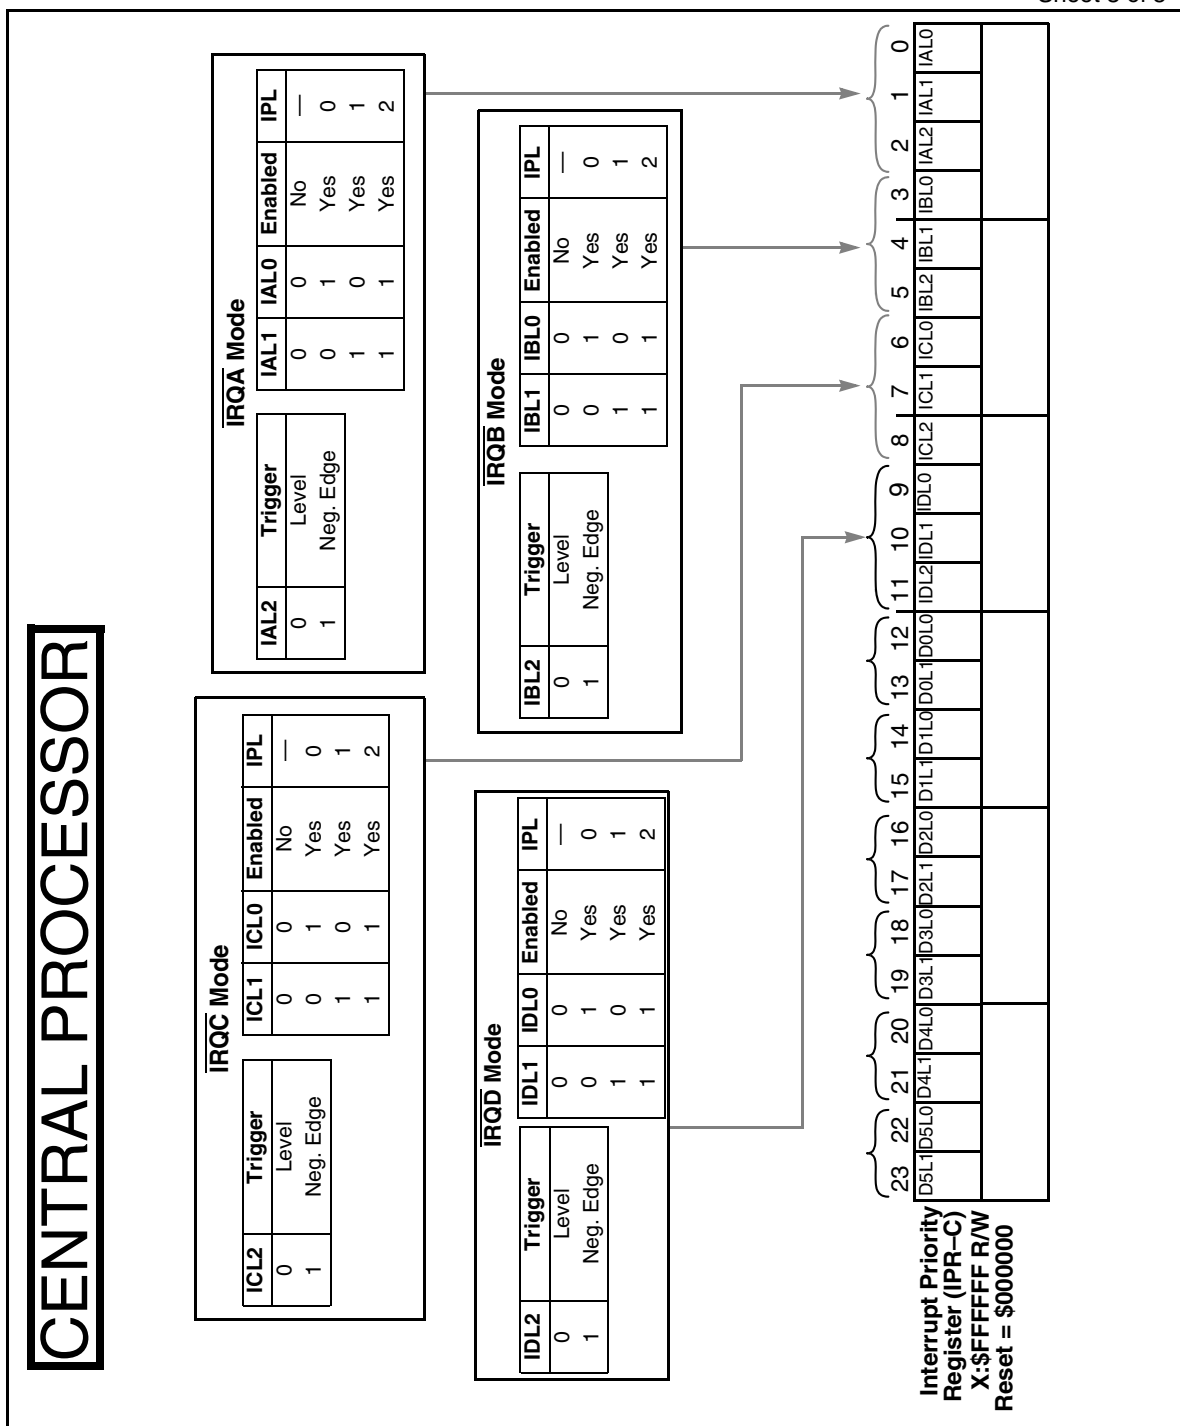 CENTRAL PROCESSOR
IRQC Mode
ICL2 Trigger
0 Level
1 Neg. Edge
ICL1 ICL0 Enabled IPL
0 0 No —
0 1 Yes 0
1 0 Yes 1
1 1 Yes 2
IRQA Mode
IAL2 Trigger
0 Level
1 Neg. Edge
IAL1 IAL0 Enabled IPL
0 0 No —
0 1 Yes 0
1 0 Yes 1
1 1 Yes 2
IRQD Mode
IDL2 Trigger
0 Level
1 Neg. Edge
IDL1 IDL0 Enabled IPL
0 0 No —
0 1 Yes 0
1 0 Yes 1
1 1 Yes 2
IRQB Mode
IBL2 Trigger
0 Level
1 Neg. Edge
IBL1 IBL0 Enabled IPL
0 0 No —
0 1 Yes 0
1 0 Yes 1
1 1 Yes 2
23 22 21 20 19 18 17 16 15 14 13 12 11 10 9 8 7 6 5 4 3 2 1 0
D5L1 D5L0 D4L1 D4L0 D3L1 D3L0 D2L1 D2L0 D1L1 D1L0 D0L1 D0L0 IDL2 IDL1 IDL0 ICL2 ICL1 ICL0 IBL2 IBL1 IBL0 IAL2 IAL1 IAL0
Interrupt Priority
Register (IPR–C)
X:$FFFFFF R/W
Reset = $000000